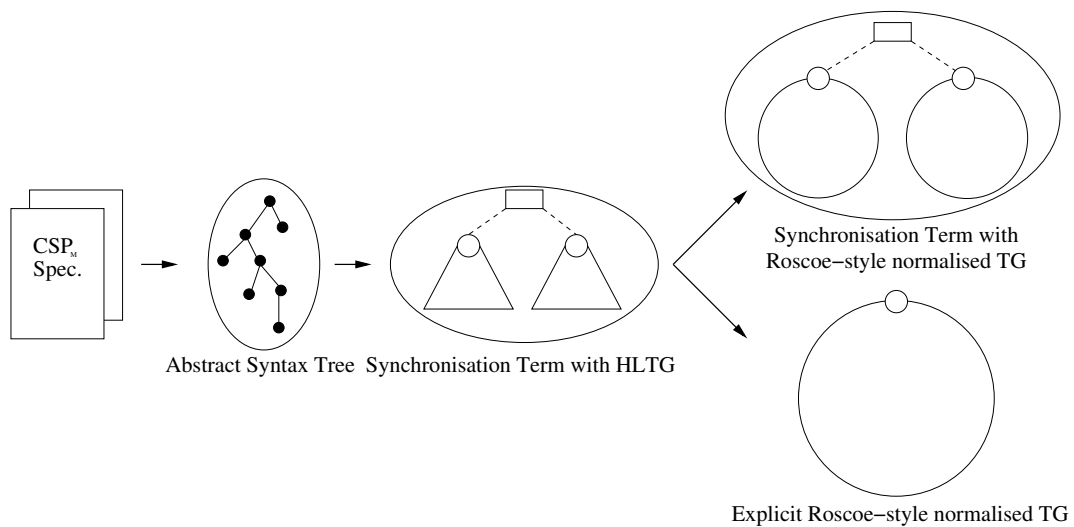 CSP_M
Spec.
Abstract Syntax Tree
Synchronisation Term with HLTG
Synchronisation Term with
Roscoe−style normalised TG
Explicit Roscoe−style normalised TG